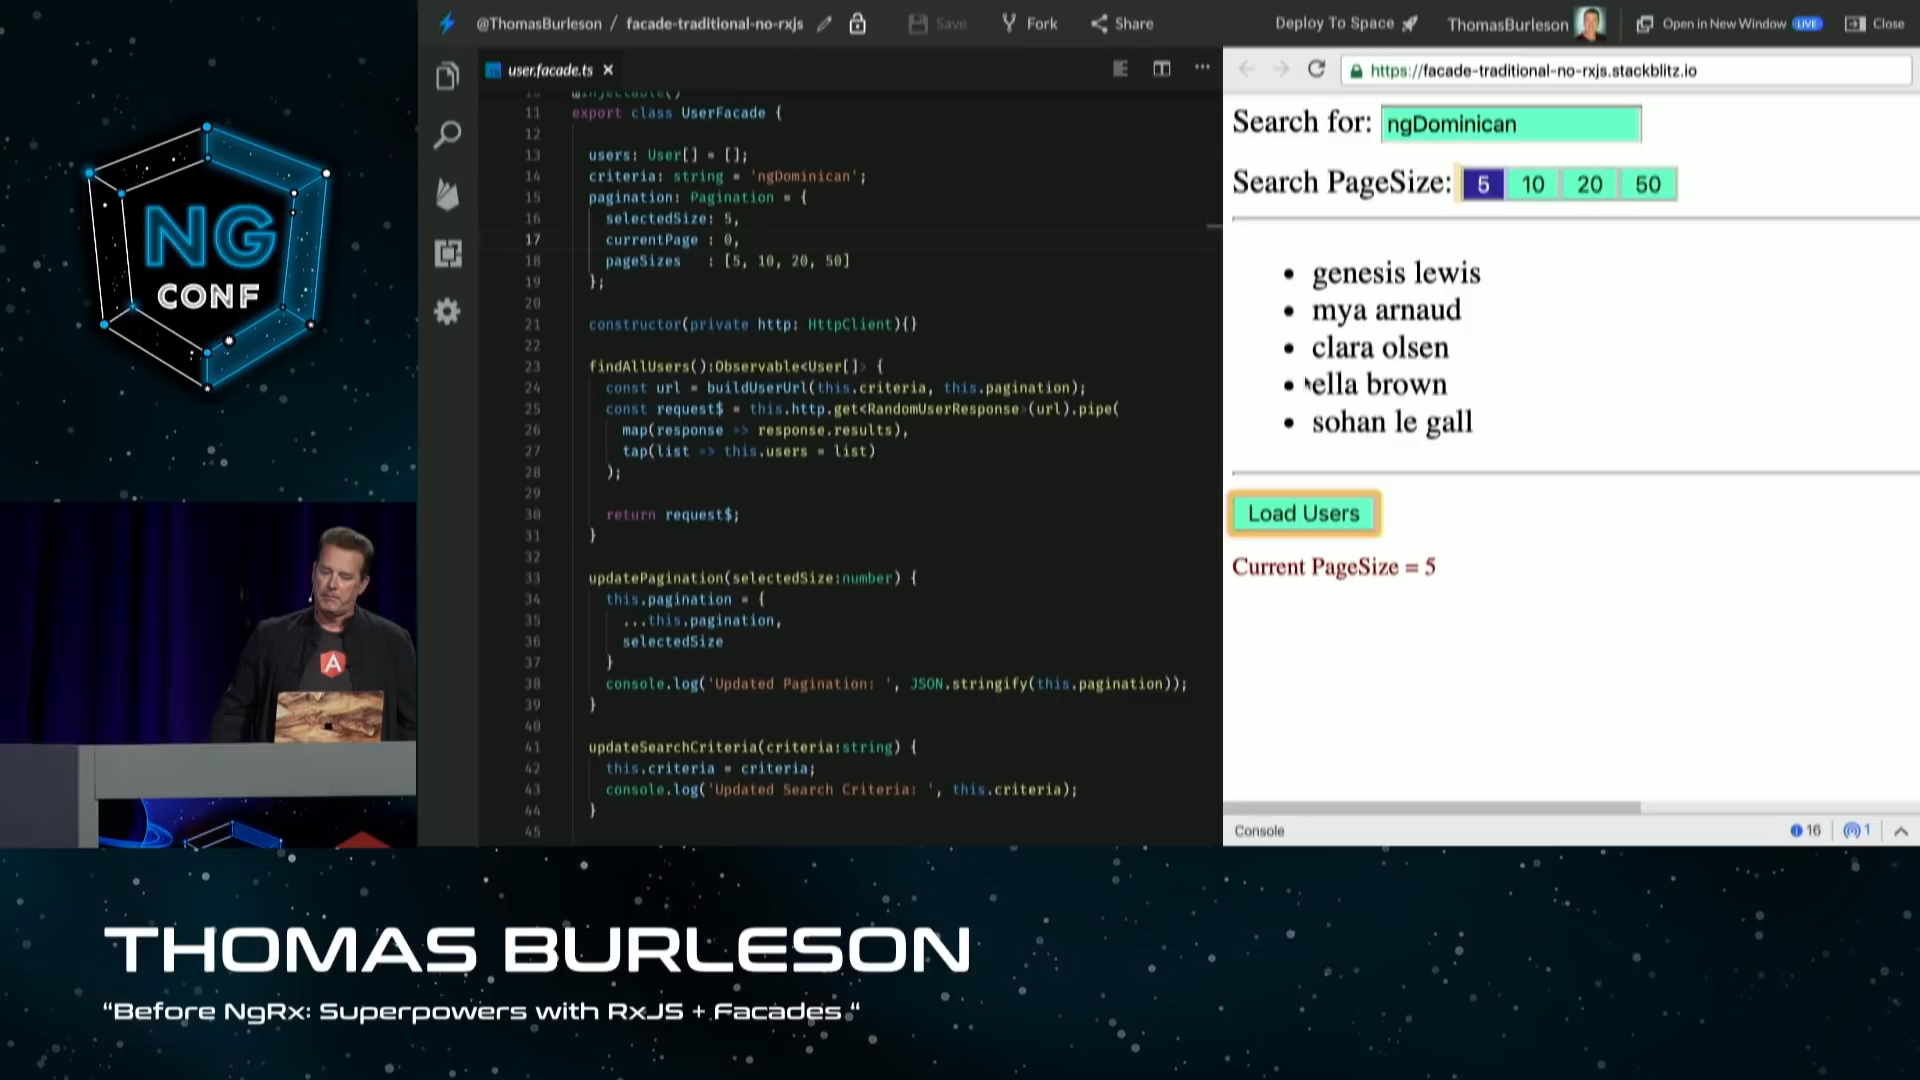 NG
CONF
@ThomasBurleson / facade-traditional-no-rxjs
Save
Fork
Share
Deploy To Space
ThomasBurleson
Open in New Window LIVE
Close
user.facade.ts
https://facade-traditional-no-rxjs.stackblitz.io
10 @Injectable()
11 export class UserFacade {
12
13 users: User[] = [];
14 criteria: string = 'ngDominican';
15 pagination: Pagination = {
16 selectedSize: 5,
17 currentPage : 0,
18 pageSizes : [5, 10, 20, 50]
19 };
20
21 constructor(private http: HttpClient){}
22
23 findAllUsers():Observable<User[]> {
24 const url = buildUserUrl(this.criteria, this.pagination);
25 const request$ = this.http.get<RandomUserResponse>(url).pipe(
26 map(response => response.results),
27 tap(list => this.users = list)
28 );
29
30 return request$;
31 }
32
33 updatePagination(selectedSize:number) {
34 this.pagination = {
35 ...this.pagination,
36 selectedSize
37 }
38 console.log('Updated Pagination: ', JSON.stringify(this.pagination));
39 }
40
41 updateSearchCriteria(criteria:string) {
42 this.criteria = criteria;
43 console.log('Updated Search Criteria: ', this.criteria);
44 }
45
Search for: ngDominican
Search PageSize: 5 10 20 50
genesis lewis
mya arnaud
clara olsen
ella brown
sohan le gall
Load Users
Current PageSize = 5
Console
16
1
A
THOMAS BURLESON
“Before NgRx: Superpowers with RxJS + Facades “